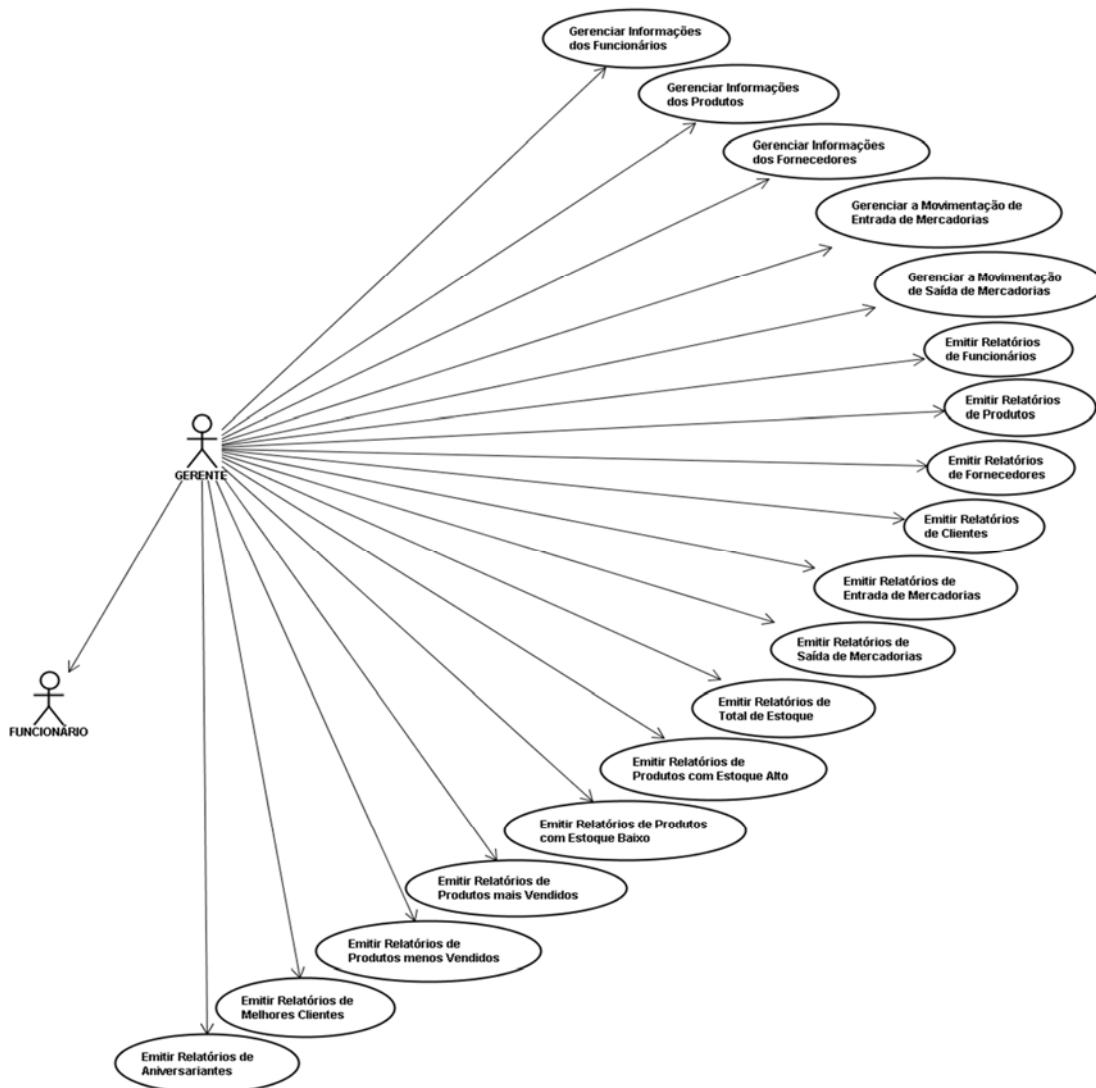 Gerenciar Informações
dos Funcionários
Gerenciar Informações
dos Produtos
Gerenciar Informações
dos Fornecedores
Gerenciar a Movimentação de
Entrada de Mercadorias
Gerenciar a Movimentação
de Saída de Mercadorias
Emitir Relatórios
de Funcionários
Emitir Relatórios
de Produtos
GERENTE
Emitir Relatórios
de Fornecedores
Emitir Relatórios
de Clientes
Emitir Relatórios de
Entrada de Mercadorias
Emitir Relatórios de
Saída de Mercadorias
Emitir Relatórios de
Total de Estoque
FUNCIONÁRIO
Emitir Relatórios de
Produtos com Estoque Alto
Emitir Relatórios de Produtos
com Estoque Baixo
Emitir Relatórios de
Produtos mais Vendidos
Emitir Relatórios de
Produtos menos Vendidos
Emitir Relatórios de
Melhores Clientes
Emitir Relatórios de
Aniversariantes